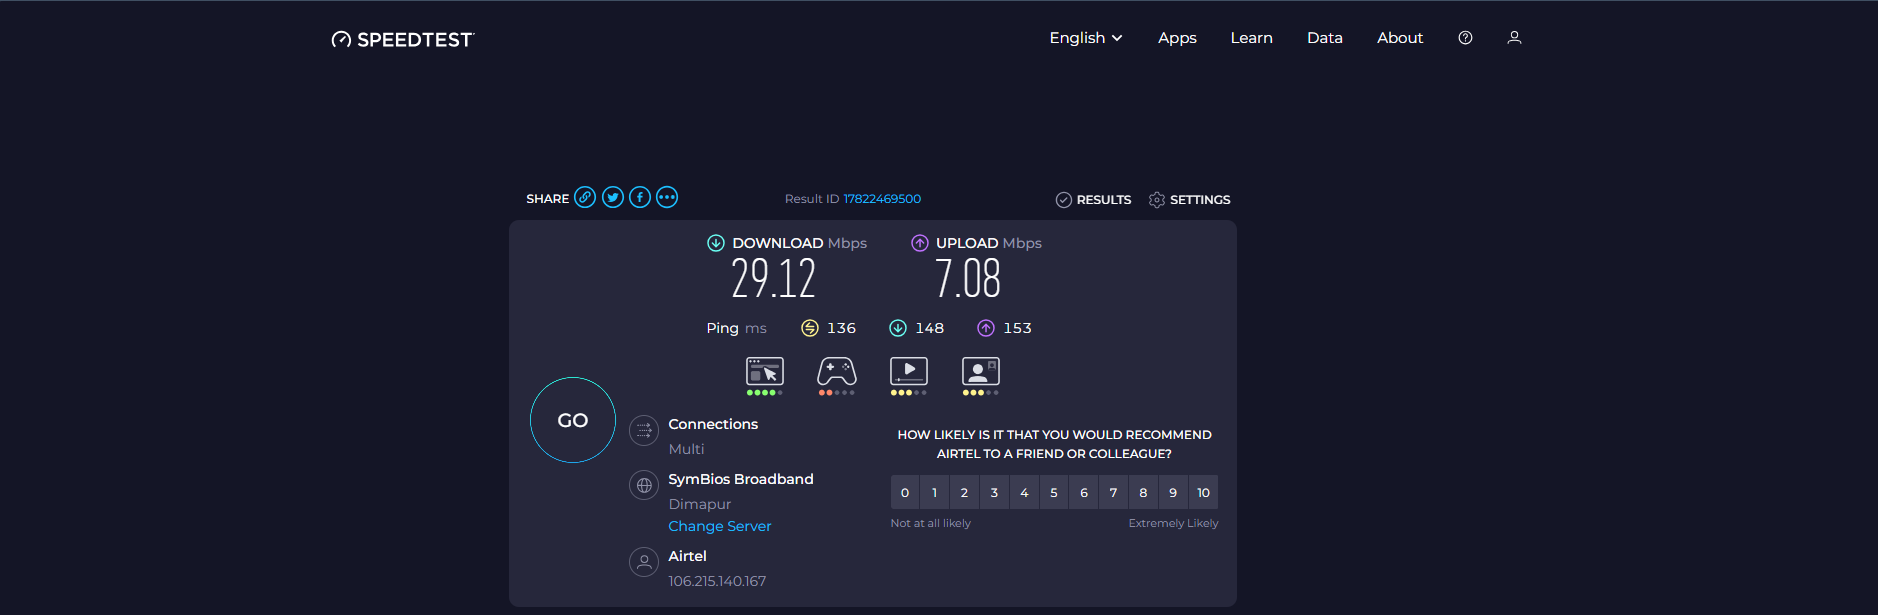 SPEEDTEST
English Apps Learn Data About
SHARE Result ID 17822469500 RESULTS SETTINGS
DOWNLOAD Mbps UPLOAD Mbps
29.12 7.08
Ping ms 136 148 153
GO
Connections
Multi
SymBios Broadband
Dimapur
Change Server
Airtel
106.215.140.167
HOW LIKELY IS IT THAT YOU WOULD RECOMMEND
AIRTEL TO A FRIEND OR COLLEAGUE?
0 1 2 3 4 5 6 7 8 9 10
Not at all likely Extremely Likely